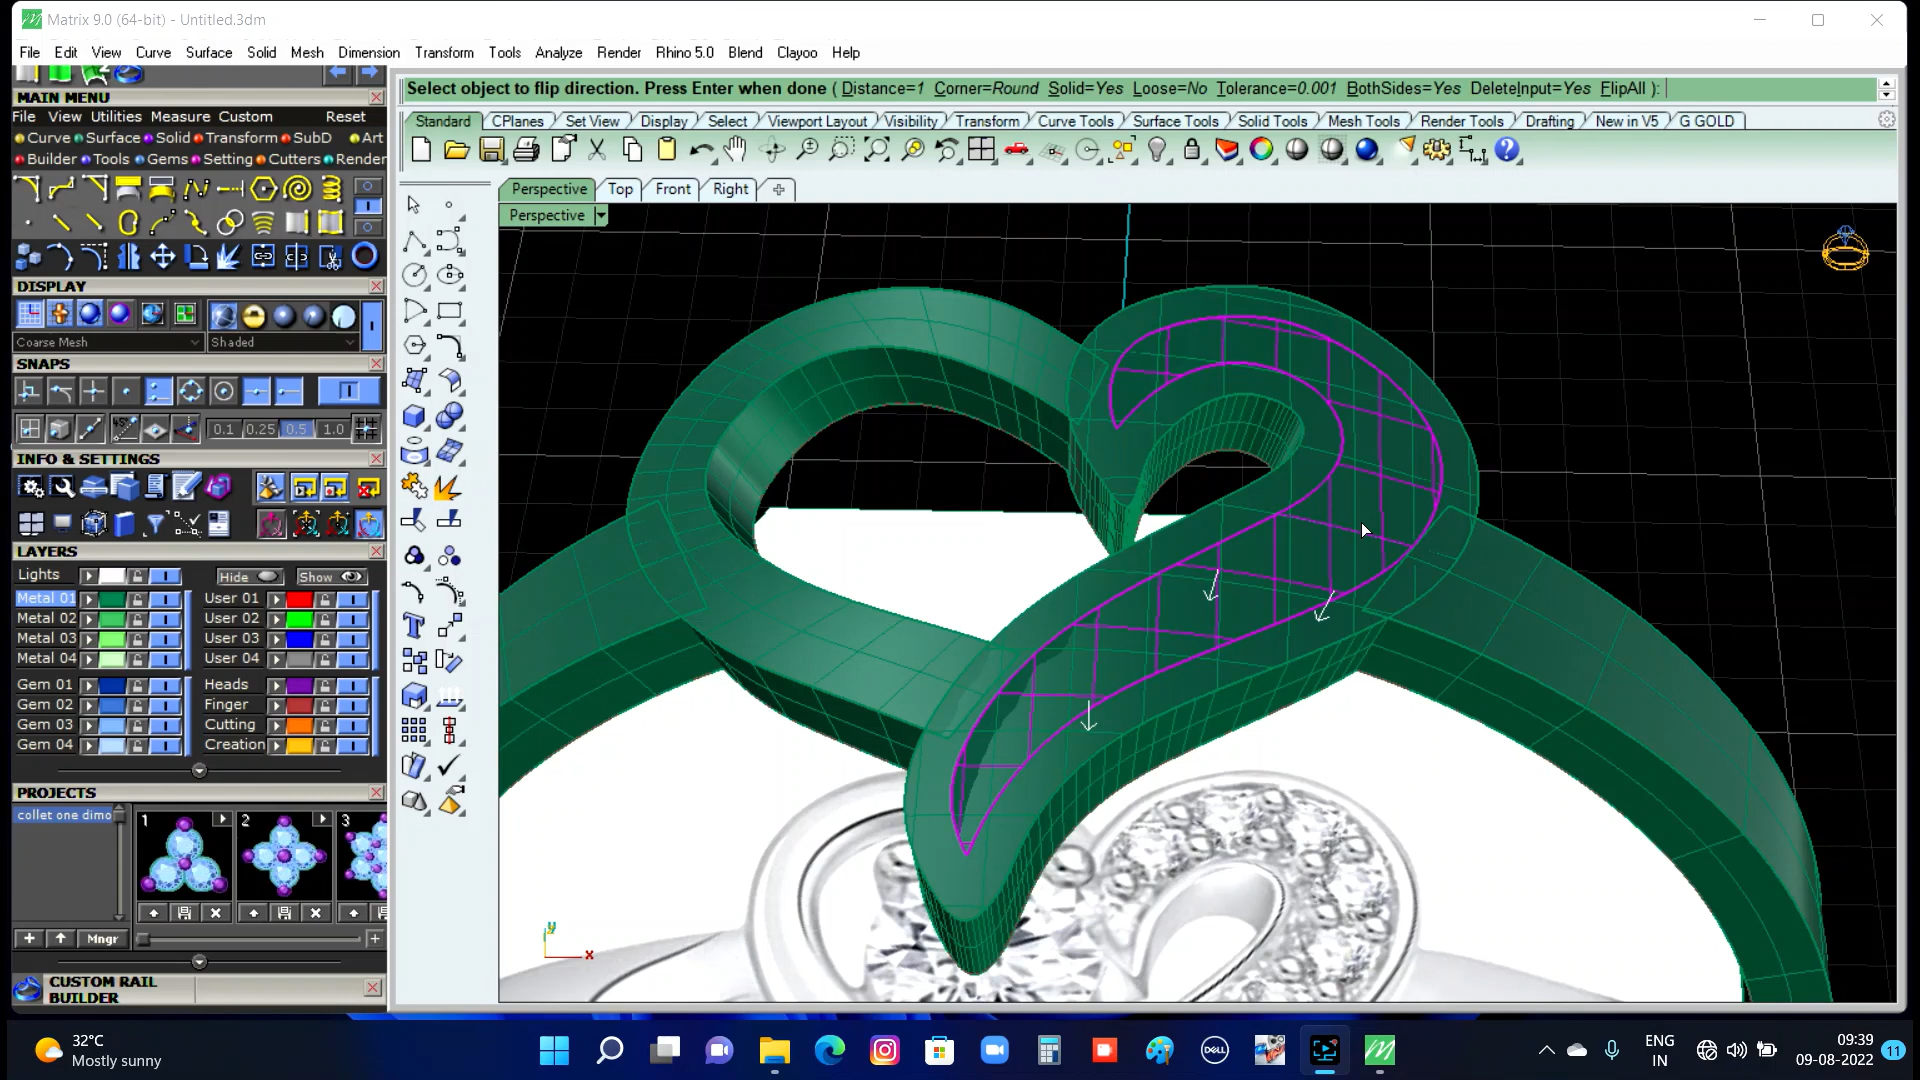 Matrix 9.0 (64-bit) - Untitled.3dm
File Edit View Curve Surface Solid Mesh Dimension Transform Tools Analyze Render Rhino 5.0 Blend Clayoo Help
Select object to flip direction. Press Enter when done ( Distance=1 Corner=Round Solid=Yes Loose=No Tolerance=0.001 BothSides=Yes DeleteInput=Yes FlipAll ):
MAIN MENU
File View Utilities Measure Custom Reset
Curve Surface Solid Transform SubD Art
Builder Tools Gems Setting Cutters Render
Standard CPlanes Set View Display Select Viewport Layout Visibility Transform Curve Tools Surface Tools Solid Tools Mesh Tools Render Tools Drafting New in V5 G GOLD
Perspective Top Front Right
Perspective
DISPLAY
Coarse Mesh Shaded
SNAPS
0.1 0.25 0.5 1.0
INFO & SETTINGS
LAYERS
Lights Hide Show
Metal 01 User 01
Metal 02 User 02
Metal 03 User 03
Metal 04 User 04
Gem 01 Heads
Gem 02 Finger
Gem 03 Cutting
Gem 04 Creation
PROJECTS
collet one dimo
1 2 3
Mngr
CUSTOM RAIL BUILDER
y
x
32°C
Mostly sunny
DELL
ENG
IN
09:39
09-08-2022
11